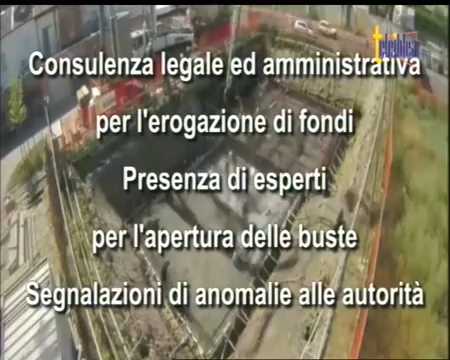 Consulenza legale ed amministrativa
per l'erogazione di fondi
Presenza di esperti
per l'apertura delle buste
Segnalazioni di anomalie alle autorità